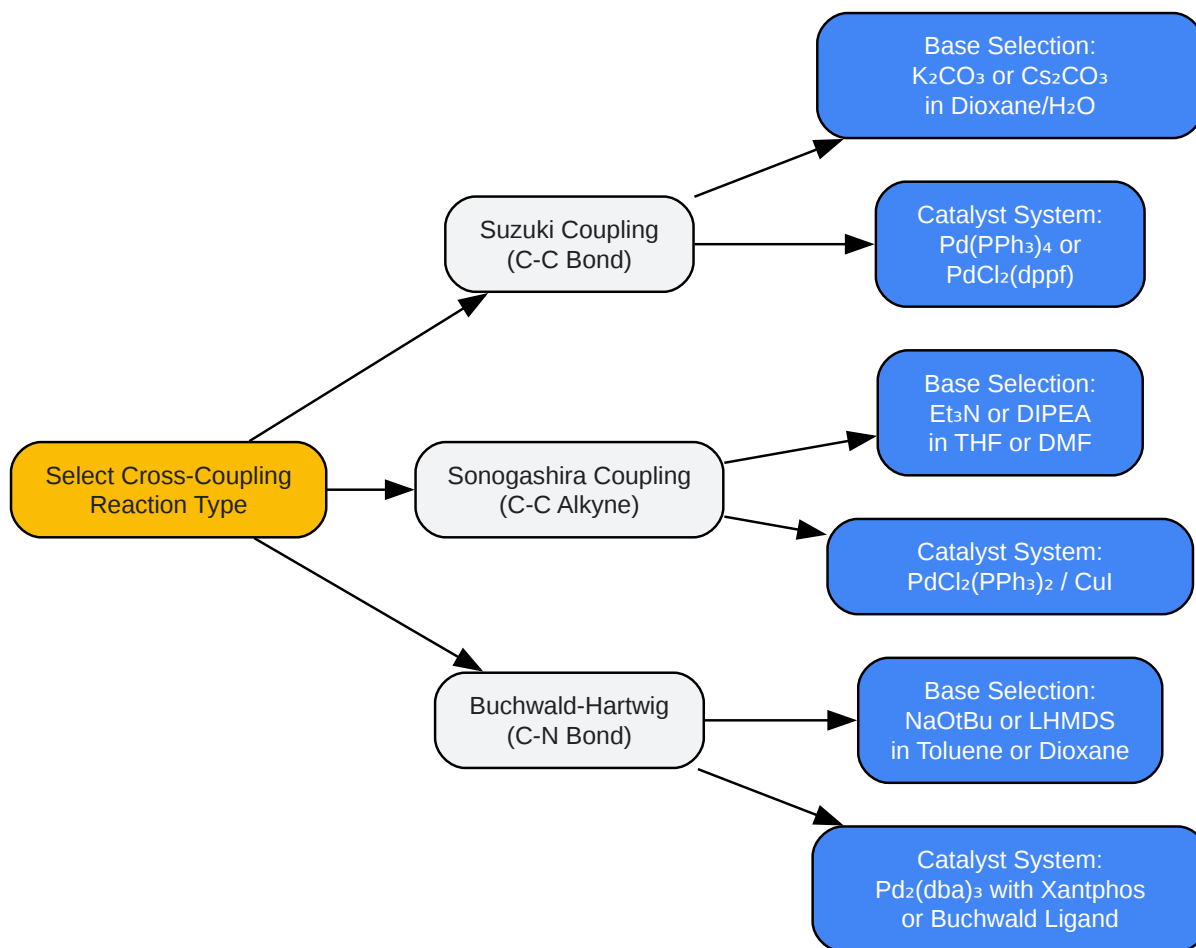 Base Selection:
K₂CO₃ or Cs₂CO₃
in Dioxane/H₂O
Suzuki Coupling
(C-C Bond)
Catalyst System:
Pd(PPh₃)₄ or
PdCl₂(dppf)
Base Selection:
Et₃N or DIPEA
in THF or DMF
Select Cross-Coupling
Reaction Type
Sonogashira Coupling
(C-C Alkyne)
Catalyst System:
PdCl₂(PPh₃)₂ / CuI
Buchwald-Hartwig
(C-N Bond)
Base Selection:
NaOtBu or LHMDS
in Toluene or Dioxane
Catalyst System:
Pd₂(dba)₃ with Xantphos
or Buchwald Ligand